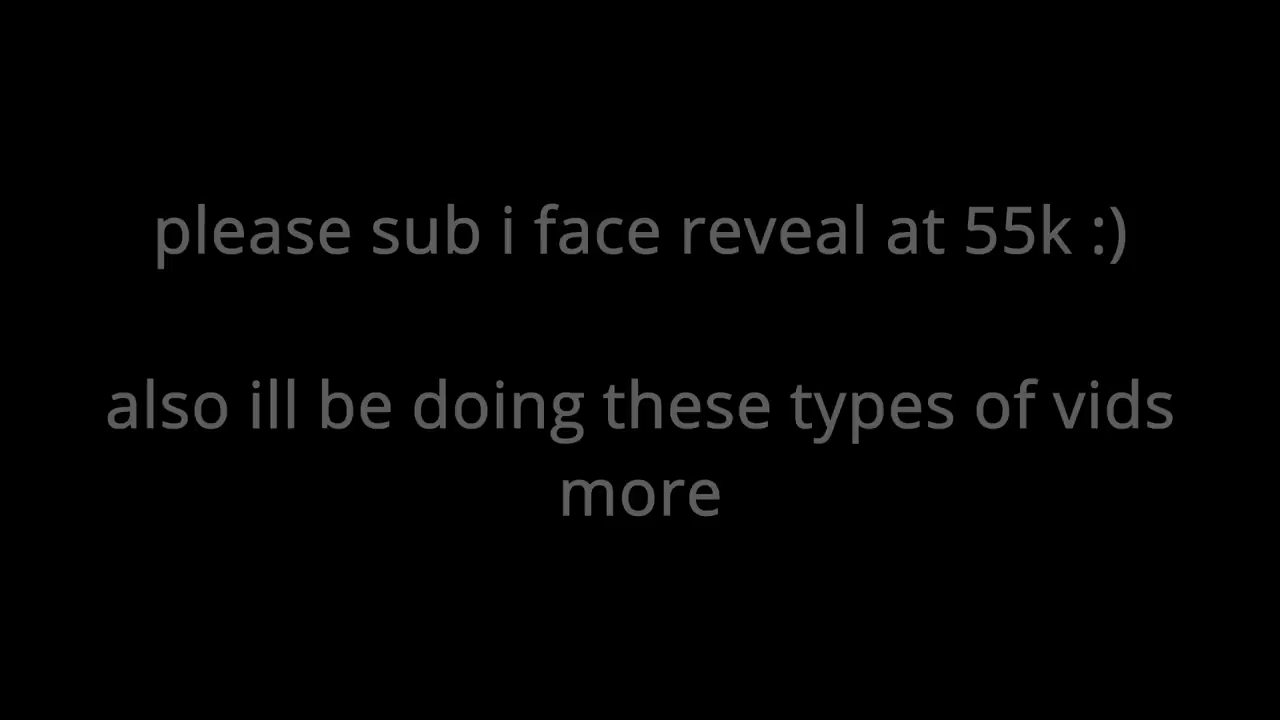 please sub i face reveal at 55k :)
also ill be doing these types of vids
more